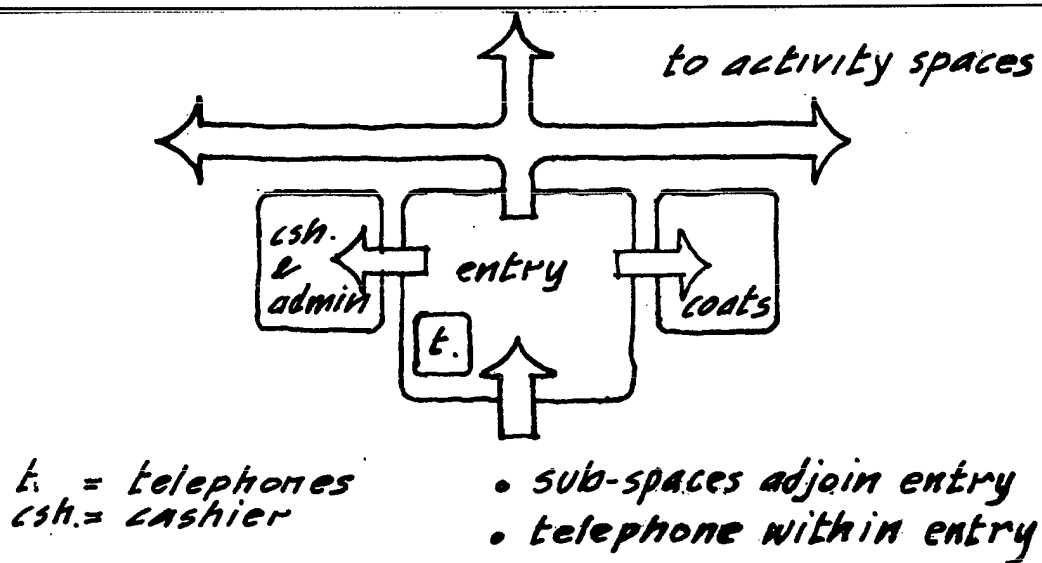 to activity spaces
csh.
&
admin
entry
coats
t.
t. = telephones
csh. = cashier
• sub-spaces adjoin entry
• telephone within entry